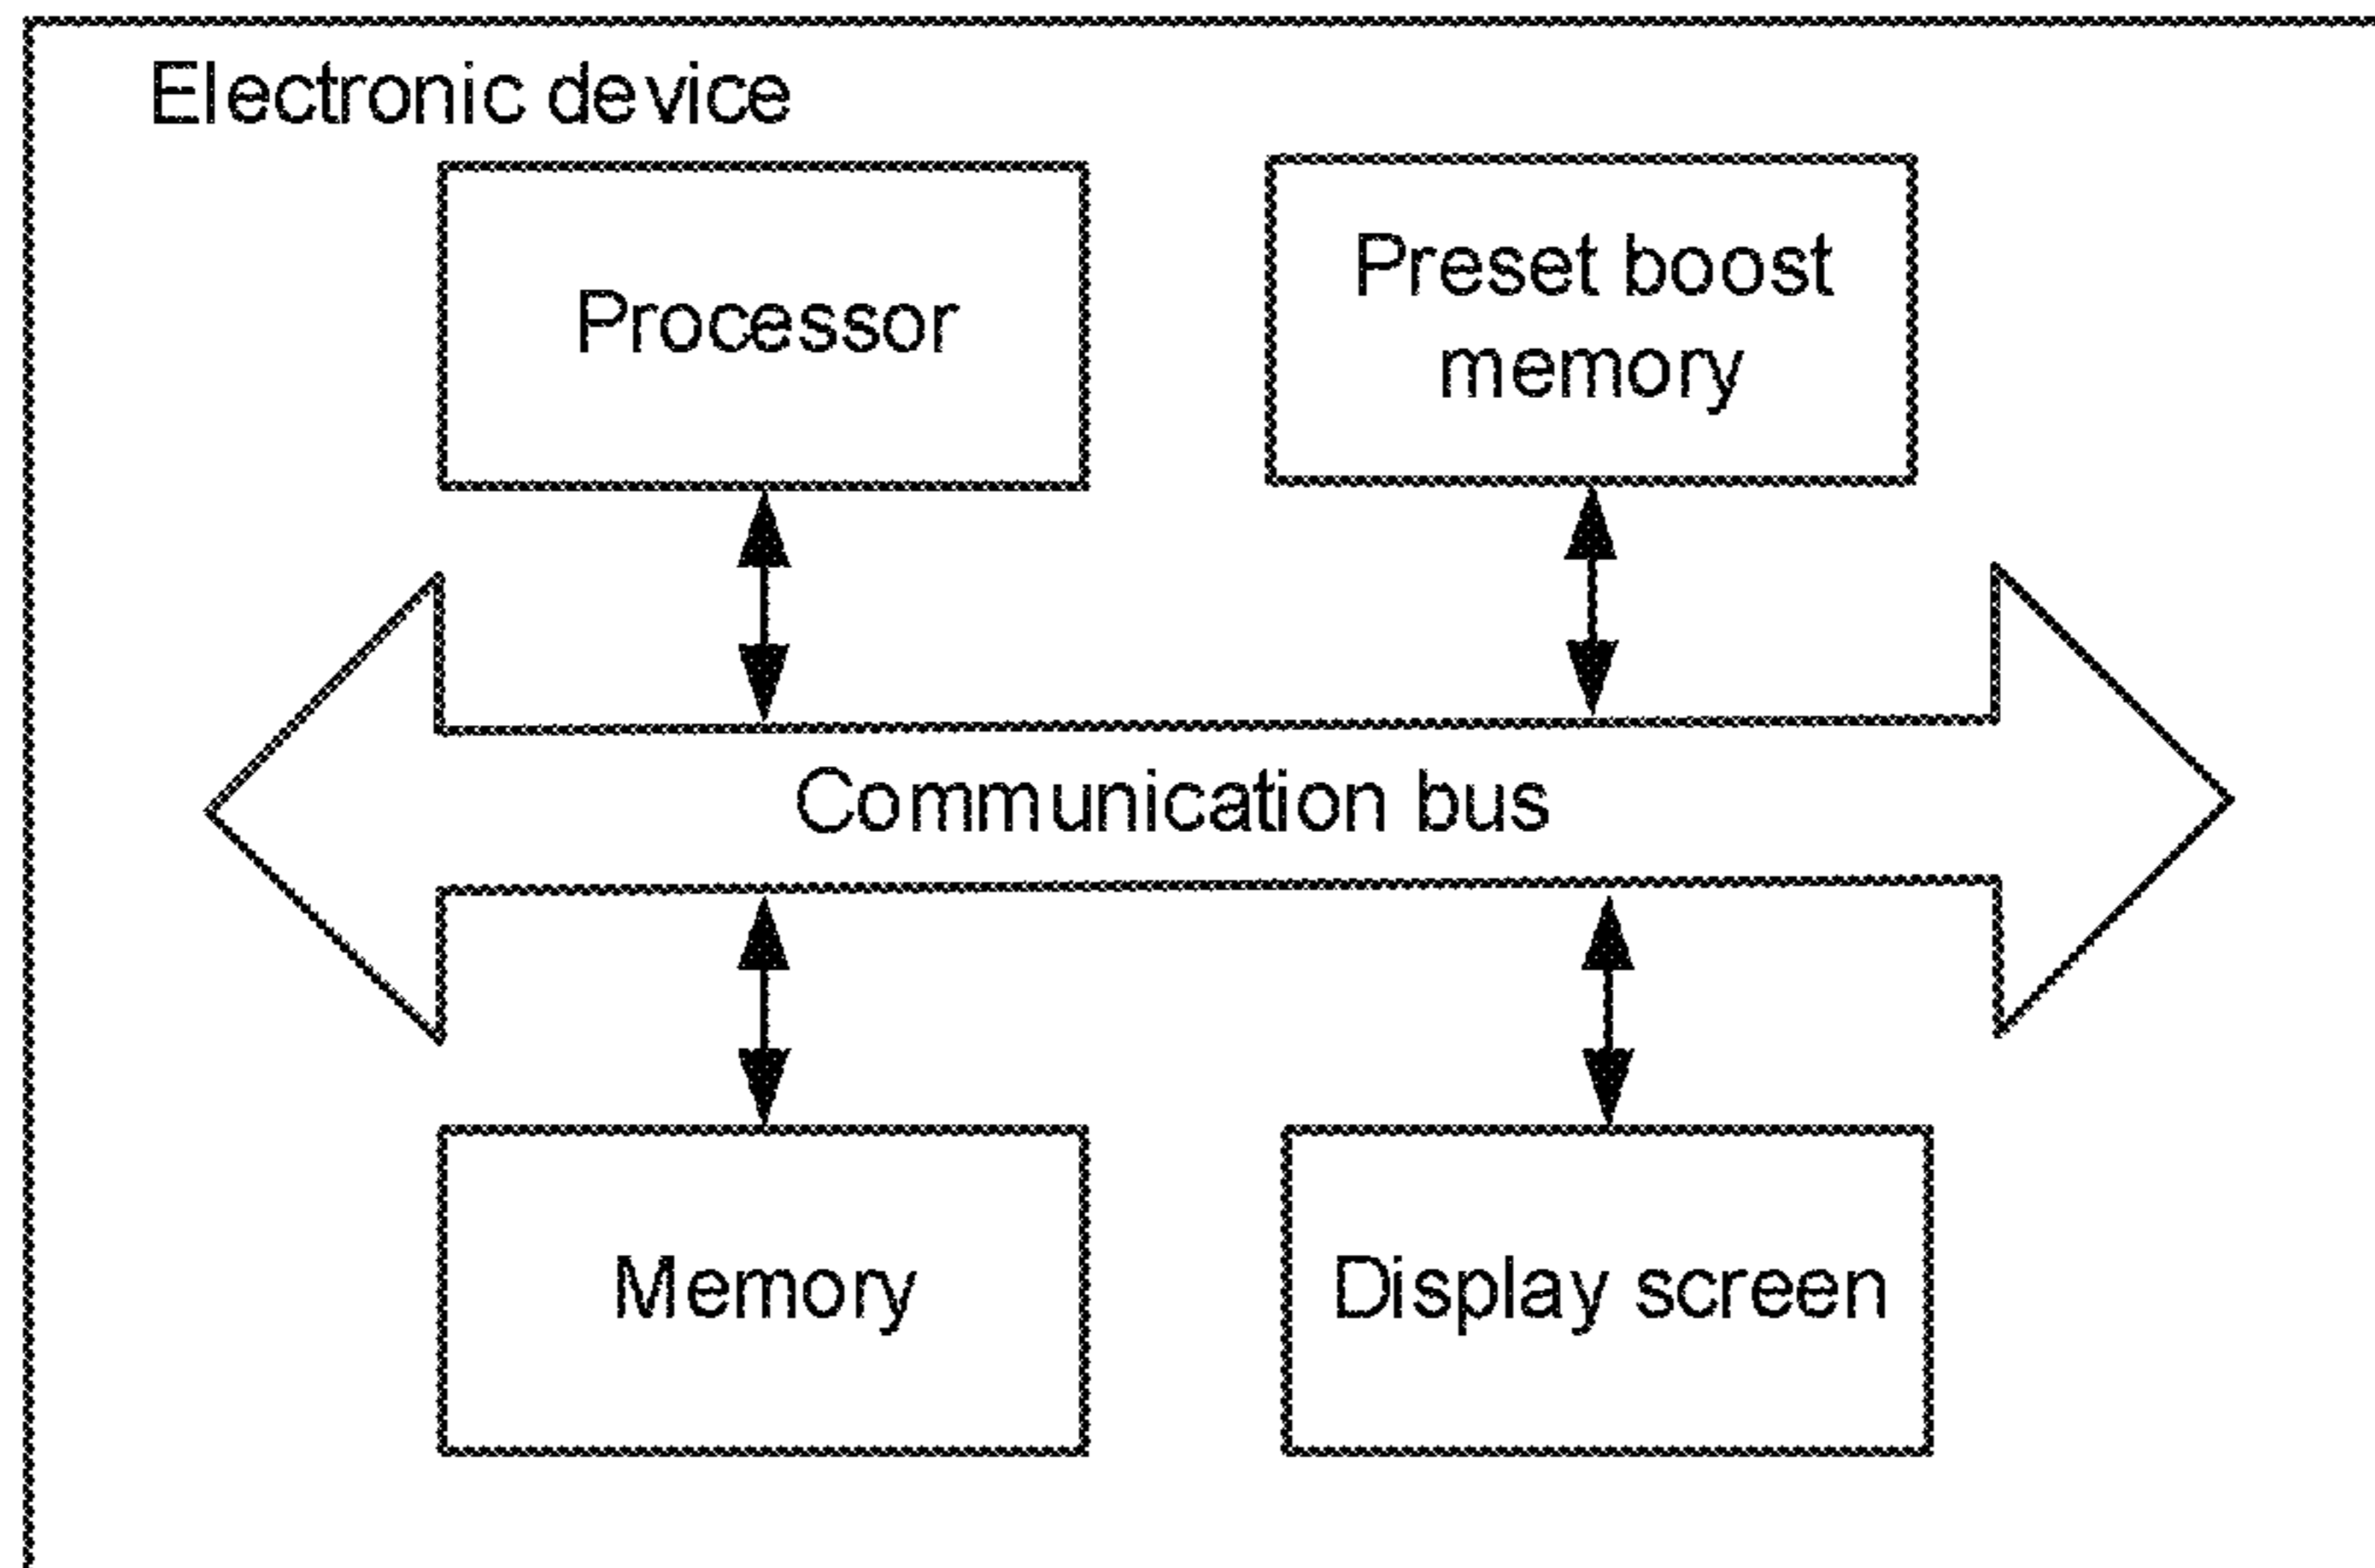 Electronic device
Processor
Preset boost
memory
Communication bus
Memory
Display screen